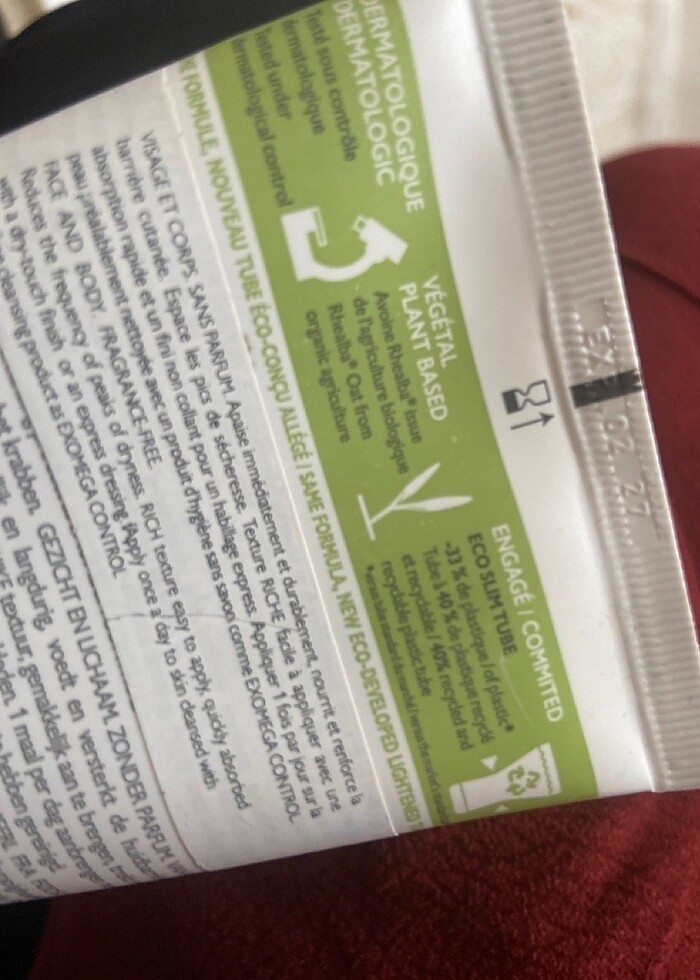 DERMATOLOGIQUE
DERMATOLOGIC
Testé sous contrôle
dermatologique
Tested under
dermatological control
VÉGÉTAL
PLANT BASED
Avoine Rhealba® issue
de l'agriculture biologique
Rhealba® Oat from
organic agriculture
ENGAGÉ / COMMITED
ECO SLIM TUBE
-33 % de plastique / of plastic*
Tube à 40 % de plastique recyclé
et recyclable / 40% recycled and
recyclable plastic tube
FORMULE, NOUVEAU TUBE ÉCO-CONÇU ALLÉGÉ / SAME FORMULA, NEW ECO-DEVELOPED LIGHTENED
VISAGE ET CORPS. SANS PARFUM. Apaise immédiatement et durablement, nourrit et renforce la
barrière cutanée. Espace les pics de sécheresse. Texture RICHE, facile à appliquer avec une
absorption rapide et un fini non collant pour un habillage express. Appliquer 1 fois par jour sur la
peau préalablement nettoyée avec un produit d'hygiène sans savon comme EXOMEGA CONTROL
FACE AND BODY. FRAGRANCE-FREE.
Reduces the frequency of peaks of dryness. RICH texture easy to apply, quickly absorbed
with a dry-touch finish or an express dressing. Apply once a day to skin cleansed with
cleansing product as EXOMEGA CONTROL
GEZICHT EN LICHAAM. ZONDER PARFUM.
het krabben.
en langdurig, voedt en versterkt de
textuur, gemakkelijk aan te brengen,
1 maal per dag aanbrengen
hebben gereinigd
EXP 02 27